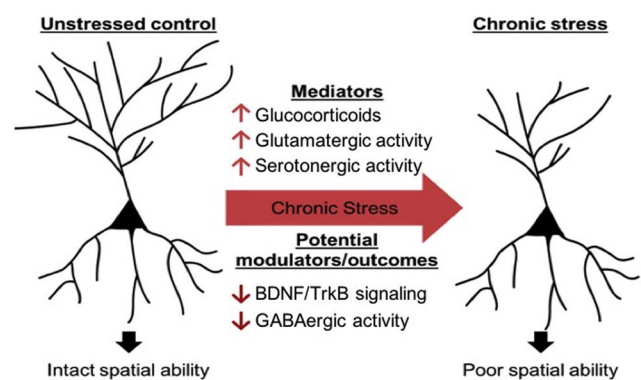 Unstressed control
Chronic stress
Mediators
↑ Glucocorticoids
↑ Glutamatergic activity
↑ Serotonergic activity
Chronic Stress
Potential
modulators/outcomes
↓ BDNF/TrkB signaling
↓ GABAergic activity
Intact spatial ability
Poor spatial ability